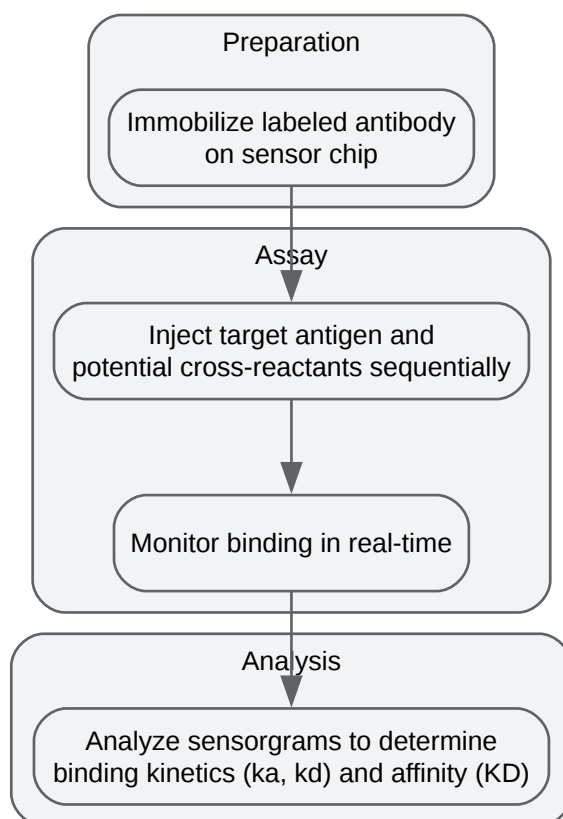 Preparation
Immobilize labeled antibody
on sensor chip
Assay
Inject target antigen and
potential cross-reactants sequentially
Monitor binding in real-time
Analysis
Analyze sensorgrams to determine
binding kinetics (ka, kd) and affinity (KD)